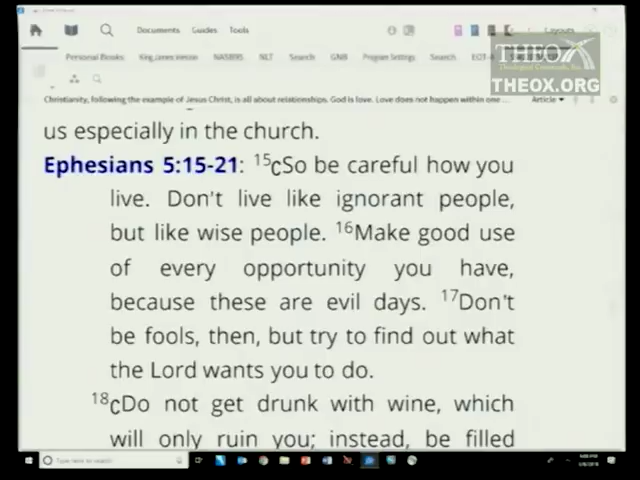 Documents Guides Tools Layouts
Personal Books King James Version NASB95 NLT Search GNB Program Settings Search
THEOX
THEOX.ORG
Christianity, following the example of Jesus Christ, is all about relationships. God is love. Love does not happen within one ... Article
us especially in the church.
Ephesians 5:15-21: 15cSo be careful how you
live. Don't live like ignorant people,
but like wise people. 16Make good use
of every opportunity you have,
because these are evil days. 17Don't
be fools, then, but try to find out what
the Lord wants you to do.
18cDo not get drunk with wine, which
will only ruin you; instead, be filled
Type here to search